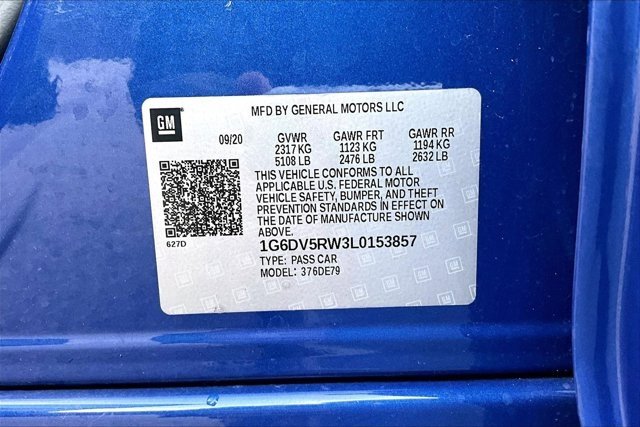 MFD BY GENERAL MOTORS LLC
GM
09/20 GVWR GAWR FRT GAWR RR
2317 KG 1123 KG 1194 KG
5108 LB 2476 LB 2632 LB
THIS VEHICLE CONFORMS TO ALL
APPLICABLE U.S. FEDERAL MOTOR
VEHICLE SAFETY, BUMPER, AND THEFT
PREVENTION STANDARDS IN EFFECT ON
THE DATE OF MANUFACTURE SHOWN
ABOVE.
627D
1G6DV5RW3L0153857
TYPE: PASS CAR
MODEL: 376DE79